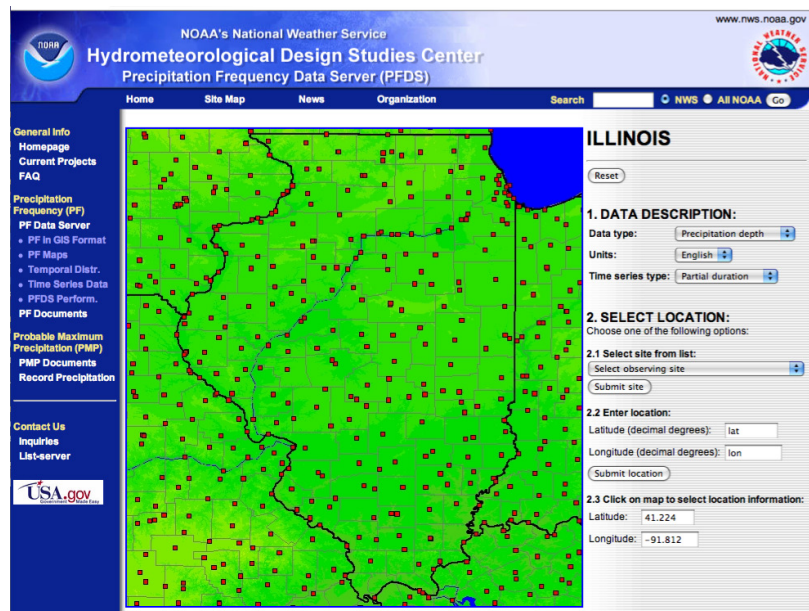 www.nws.noaa.gov
NOAA
NOAA's National Weather Service
Hydrometeorological Design Studies Center
Precipitation Frequency Data Server (PFDS)
NATIONAL WEATHER SERVICE
Home Site Map News Organization Search NWS All NOAA Go
General Info
Homepage
Current Projects
FAQ
Precipitation
Frequency (PF)
PF Data Server
• PF in GIS Format
• PF Maps
• Temporal Distr.
• Time Series Data
• PFDS Perform.
PF Documents
Probable Maximum
Precipitation (PMP)
PMP Documents
Record Precipitation
Contact Us
Inquiries
List-server
USA.gov
Government Made Easy
ILLINOIS
Reset
1. DATA DESCRIPTION:
Data type: Precipitation depth
Units: English
Time series type: Partial duration
2. SELECT LOCATION:
Choose one of the following options:
2.1 Select site from list:
Select observing site
Submit site
2.2 Enter location:
Latitude (decimal degrees): lat
Longitude (decimal degrees): lon
Submit location
2.3 Click on map to select location information:
Latitude: 41.224
Longitude: -91.812